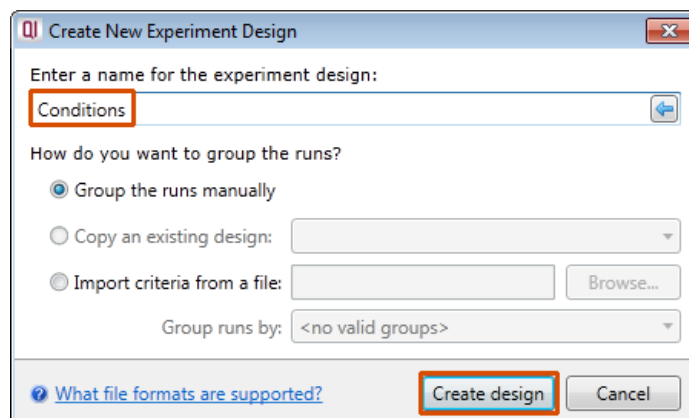 QI Create New Experiment Design
Enter a name for the experiment design:
Conditions
How do you want to group the runs?
Group the runs manually
Copy an existing design:
Import criteria from a file: Browse...
Group runs by: <no valid groups>
? What file formats are supported? Create design Cancel